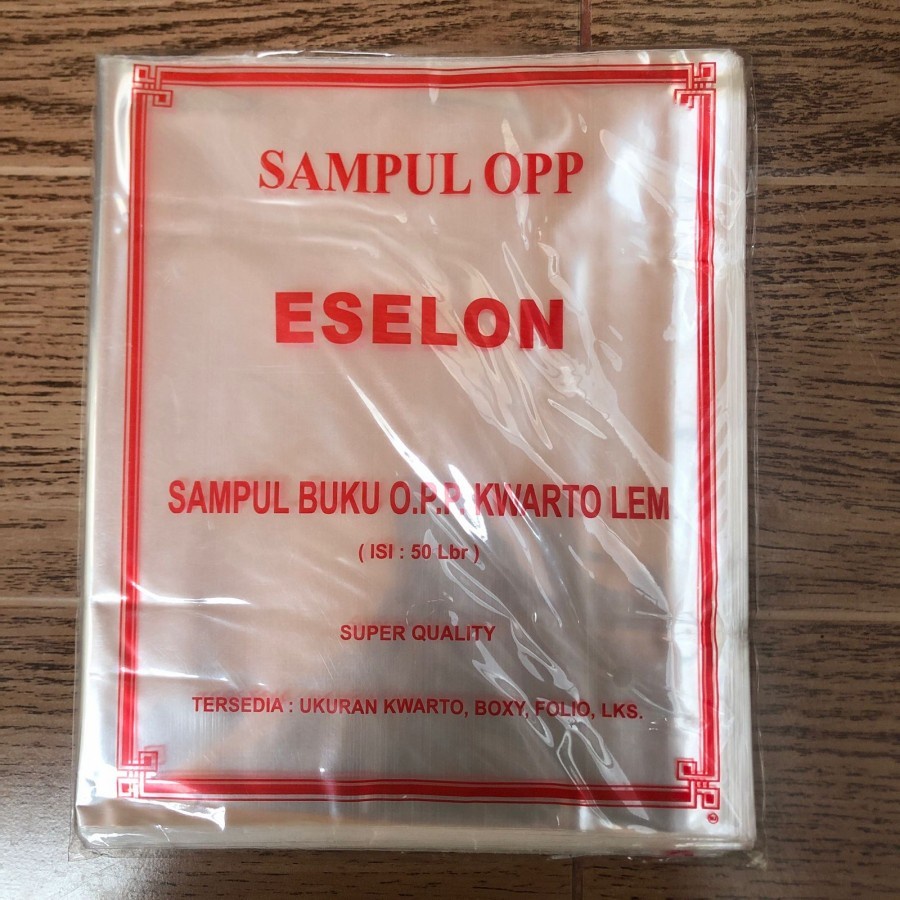 SAMPUL OPP
ESELON
SAMPUL BUKU O.P.P. KWARTO LEM
( ISI : 50 Lbr )
SUPER QUALITY
TERSEDIA : UKURAN KWARTO, BOXY, FOLIO, LKS.